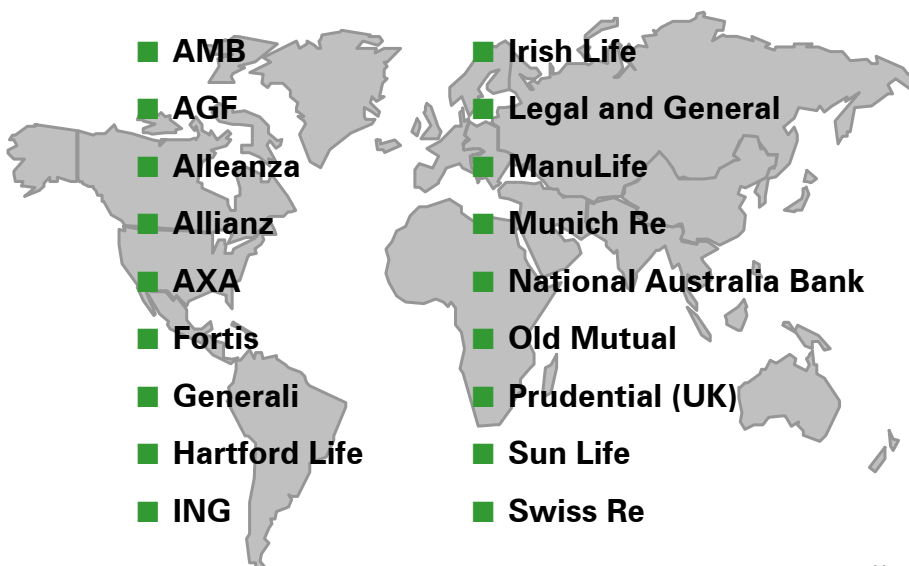 AMB
AGF
Alleanza
Allianz
AXA
Fortis
Generali
Hartford Life
ING
Irish Life
Legal and General
ManuLife
Munich Re
National Australia Bank
Old Mutual
Prudential (UK)
Sun Life
Swiss Re